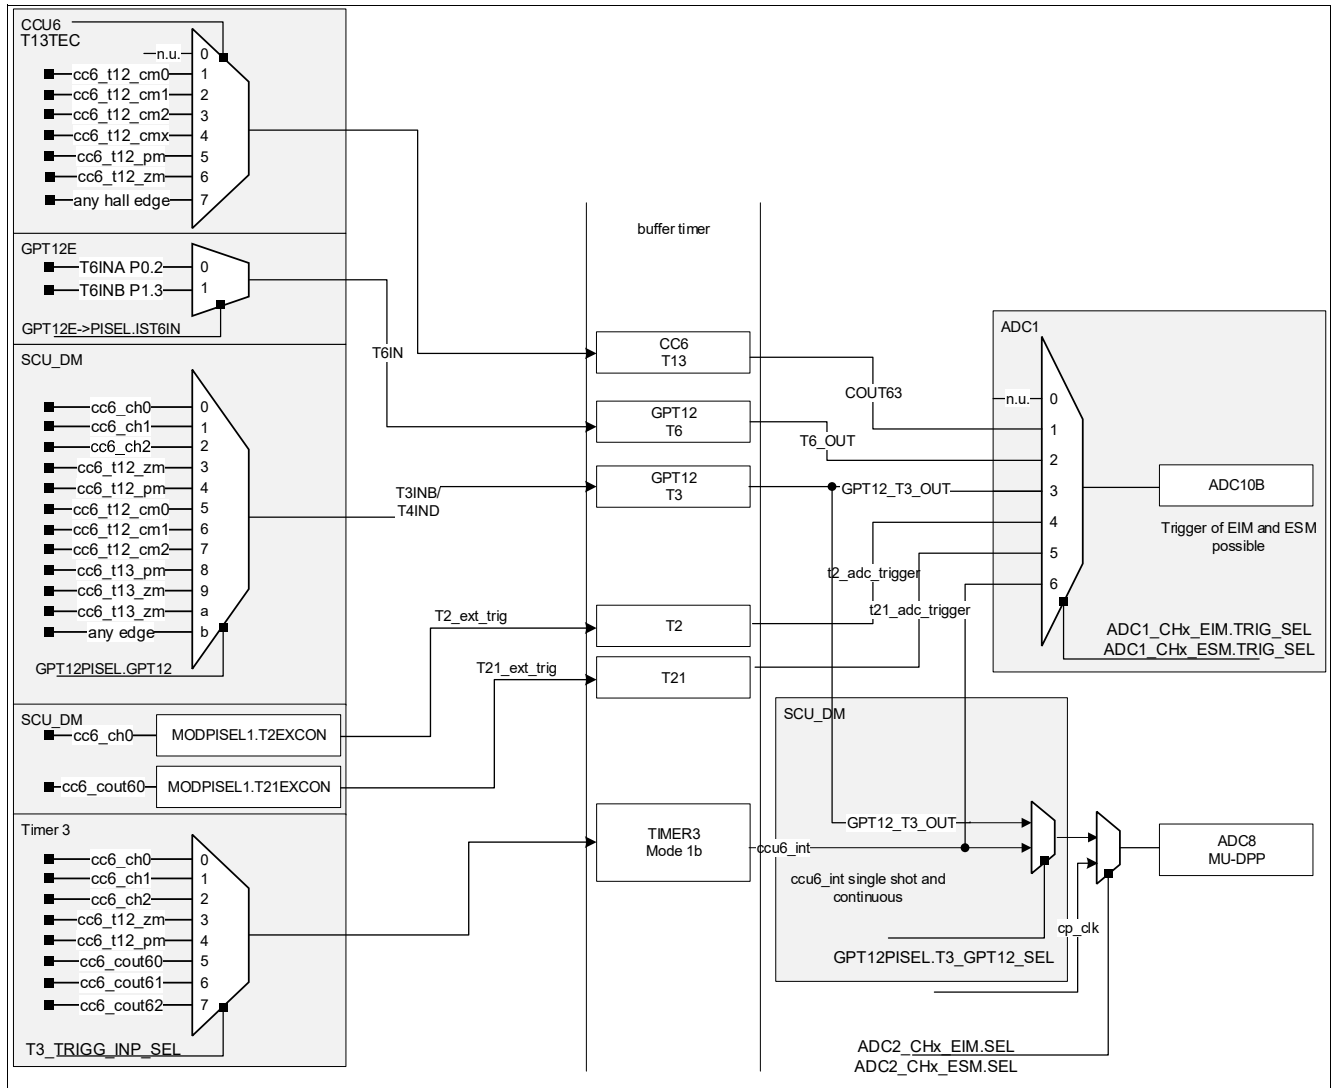 CCU6
T13TEC
n.u. 0
cc6_t12_cm0 1
cc6_t12_cm1 2
cc6_t12_cm2 3
cc6_t12_cmx 4
cc6_t12_pm 5
cc6_t12_zm 6
any hall edge 7
GPT12E
T6INA P0.2 0
T6INB P1.3 1
GPT12E->PISEL.IST6IN
SCU_DM
cc6_ch0 0
cc6_ch1 1
cc6_ch2 2
cc6_t12_zm 3
cc6_t12_pm 4
cc6_t12_cm0 5
cc6_t12_cm1 6
cc6_t12_cm2 7
cc6_t13_pm 8
cc6_t13_zm 9
cc6_t13_zm a
any edge b
GPT12PISEL.GPT12
SCU_DM
cc6_ch0 MODPISEL1.T2EXCON
cc6_cout60 MODPISEL1.T21EXCON
Timer 3
cc6_ch0 0
cc6_ch1 1
cc6_ch2 2
cc6_t12_zm 3
cc6_t12_pm 4
cc6_cout60 5
cc6_cout61 6
cc6_cout62 7
T3_TRIGG_INP_SEL
T6IN
T3INB/
T4IND
T2_ext_trig
T21_ext_trig
buffer timer
CC6
T13
GPT12
T6
GPT12
T3
T2
T21
TIMER3
Mode 1b
COUT63
T6_OUT
GPT12_T3_OUT
t2_adc_trigger
t21_adc_trigger
ADC1
n.u. 0
1
2
3
4
5
6
ADC10B
Trigger of EIM and ESM
possible
ADC1_CHx_EIM.TRIG_SEL
ADC1_CHx_ESM.TRIG_SEL
SCU_DM
GPT12_T3_OUT
ccu6_int
ccu6_int single shot and
continuous
GPT12PISEL.T3_GPT12_SEL
cp_clk
ADC8
MU-DPP
ADC2_CHx_EIM.SEL
ADC2_CHx_ESM.SEL